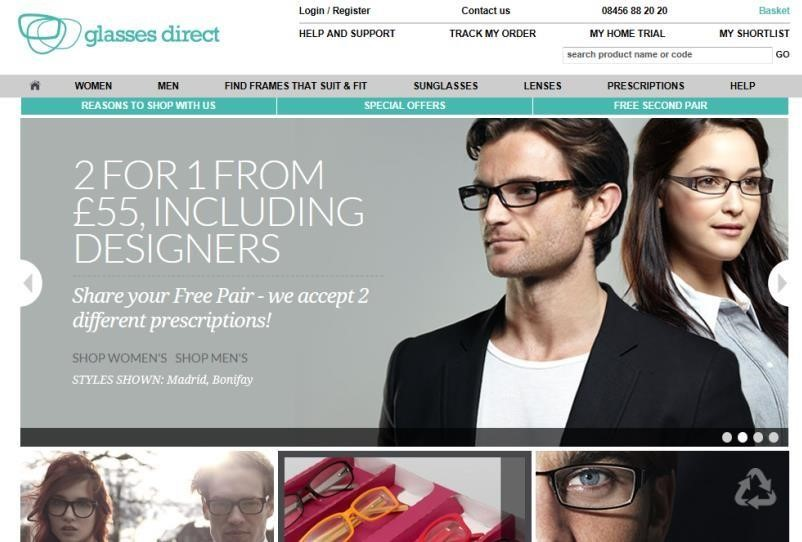 glasses direct
Login / Register
Contact us
08456 88 20 20
Basket
HELP AND SUPPORT
TRACK MY ORDER
MY HOME TRIAL
MY SHORTLIST
search product name or code
GO
WOMEN
MEN
FIND FRAMES THAT SUIT & FIT
SUNGLASSES
LENSES
PRESCRIPTIONS
HELP
REASONS TO SHOP WITH US
SPECIAL OFFERS
FREE SECOND PAIR
2 FOR 1 FROM
£55, INCLUDING
DESIGNERS
Share your Free Pair - we accept 2
different prescriptions!
SHOP WOMEN'S SHOP MEN'S
STYLES SHOWN: Madrid, Bonifay